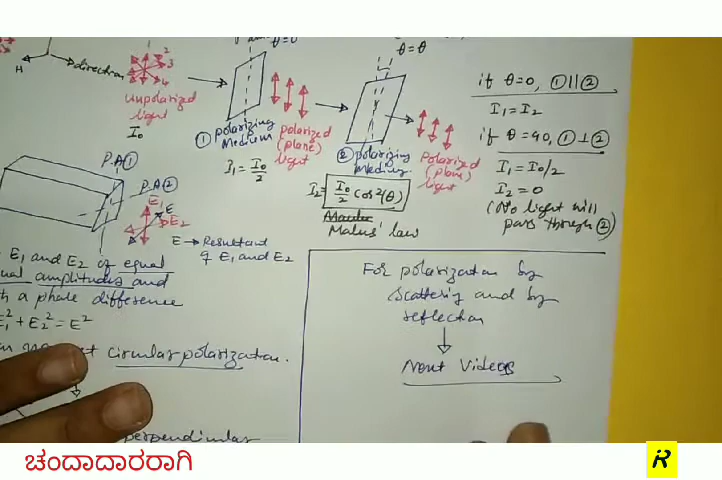 θ=0
θ=θ
H
direction
1
2
3
4
unpolarized
light
I₀
① polarizing
Medium
polarized
(plane)
light
I₁ = I₀/2
② polarizing
medium.
Polarized
(plane)
light
I₂ = I₀/2 cos²(θ)
Malus' law
if θ=0, ①||②
I₁ = I₂
if θ = 90, ①⊥②
I₁ = I₀/2
I₂ = 0
(No light will
pass through ②)
P.A①
P.A②
E₁
E
E₂
E → Resultant
of E₁ and E₂
E₁ and E₂ of equal
amplitudes and
a phase difference
E₁² + E₂² = E²
circular polarization.
perpendicular
For polarization by
scattering and by
reflection
Next Videos
ಚಂದಾದಾರರಾಗಿ
R